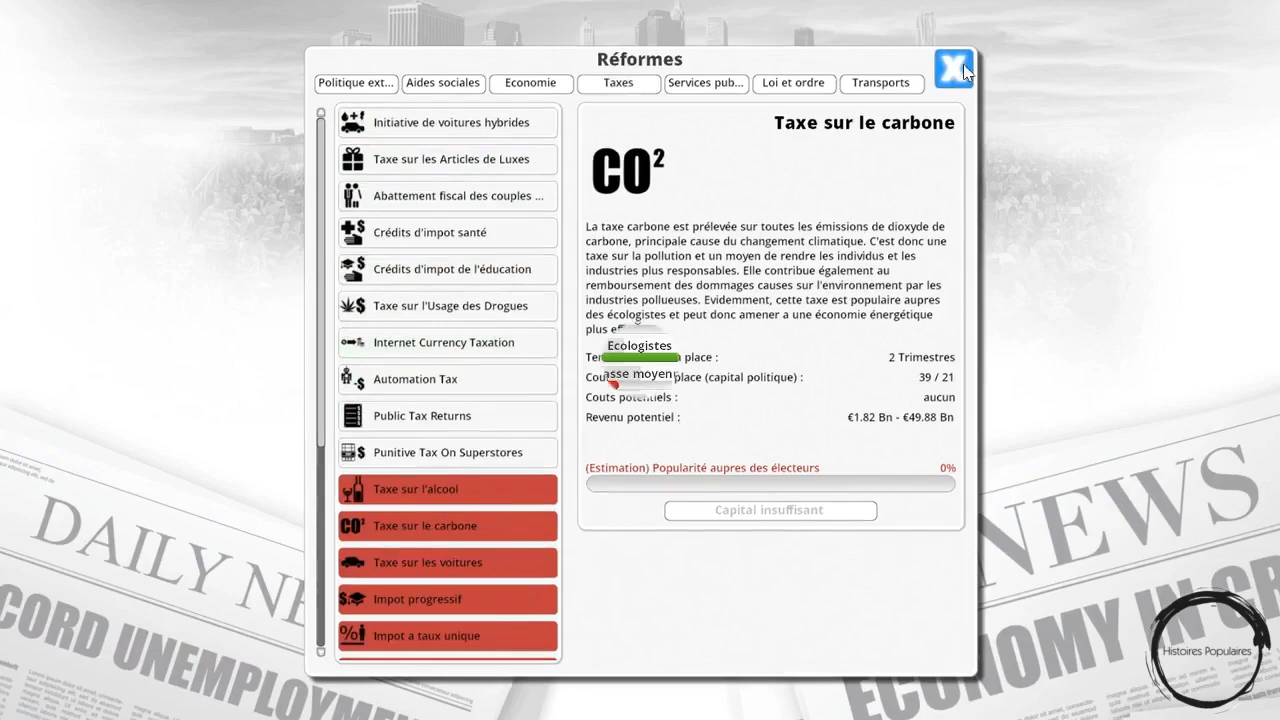 Réformes
X
Politique ext...
Aides sociales
Economie
Taxes
Services pub...
Loi et ordre
Transports
Initiative de voitures hybrides
Taxe sur les Articles de Luxes
Abattement fiscal des couples ...
Crédits d'impot santé
Crédits d'impot de l'éducation
Taxe sur l'Usage des Drogues
Internet Currency Taxation
Automation Tax
Public Tax Returns
Punitive Tax On Superstores
Taxe sur l'alcool
CO² Taxe sur le carbone
Taxe sur les voitures
Impot progressif
Impot a taux unique
Taxe sur le carbone
CO²
La taxe carbone est prélevée sur toutes les émissions de dioxyde de
carbone, principale cause du changement climatique. C'est donc une
taxe sur la pollution et un moyen de rendre les individus et les
industries plus responsables. Elle contribue également au
remboursement des dommages causes sur l'environnement par les
industries pollueuses. Evidemment, cette taxe est populaire aupres
des écologistes et peut donc amener a une économie énergétique
plus
Ecologistes
place : 2 Trimestres
asse moyen
place (capital politique) : 39 / 21
Couts potentiels : aucun
Revenu potentiel : €1.82 Bn - €49.88 Bn
(Estimation) Popularité aupres des électeurs 0%
Capital insuffisant
DAILY NE
CORD UNEMPLOYME
NEWS
ECONOMY IN CR
Histoires Populaires